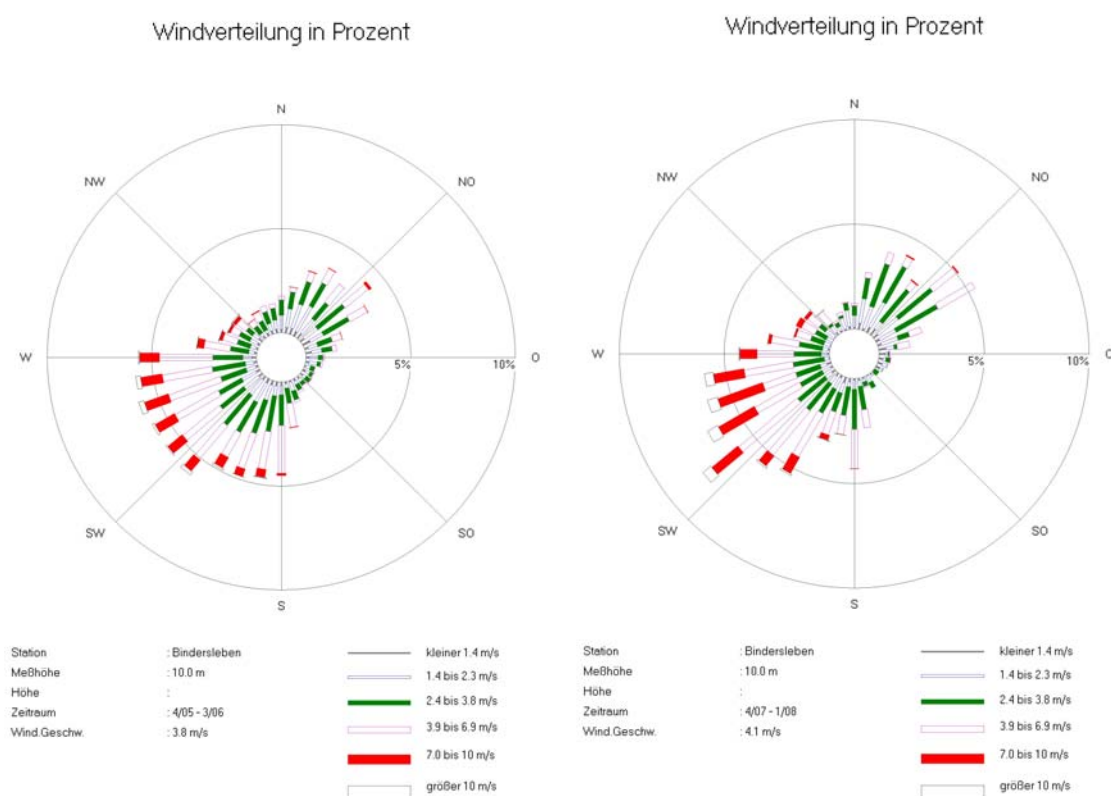 Windverteilung in Prozent
N
NW
NO
W
5%
10%
O
SW
SO
S
Station : Bindersleben
Meßhöhe : 10.0 m
Höhe :
Zeitraum : 4/05 - 3/06
Wind.Geschw. : 3.8 m/s
kleiner 1.4 m/s
1.4 bis 2.3 m/s
2.4 bis 3.8 m/s
3.9 bis 6.9 m/s
7.0 bis 10 m/s
größer 10 m/s
Windverteilung in Prozent
N
NW
NO
W
5%
10%
O
SW
SO
S
Station : Bindersleben
Meßhöhe : 10.0 m
Höhe :
Zeitraum : 4/07 - 1/08
Wind.Geschw. : 4.1 m/s
kleiner 1.4 m/s
1.4 bis 2.3 m/s
2.4 bis 3.8 m/s
3.9 bis 6.9 m/s
7.0 bis 10 m/s
größer 10 m/s